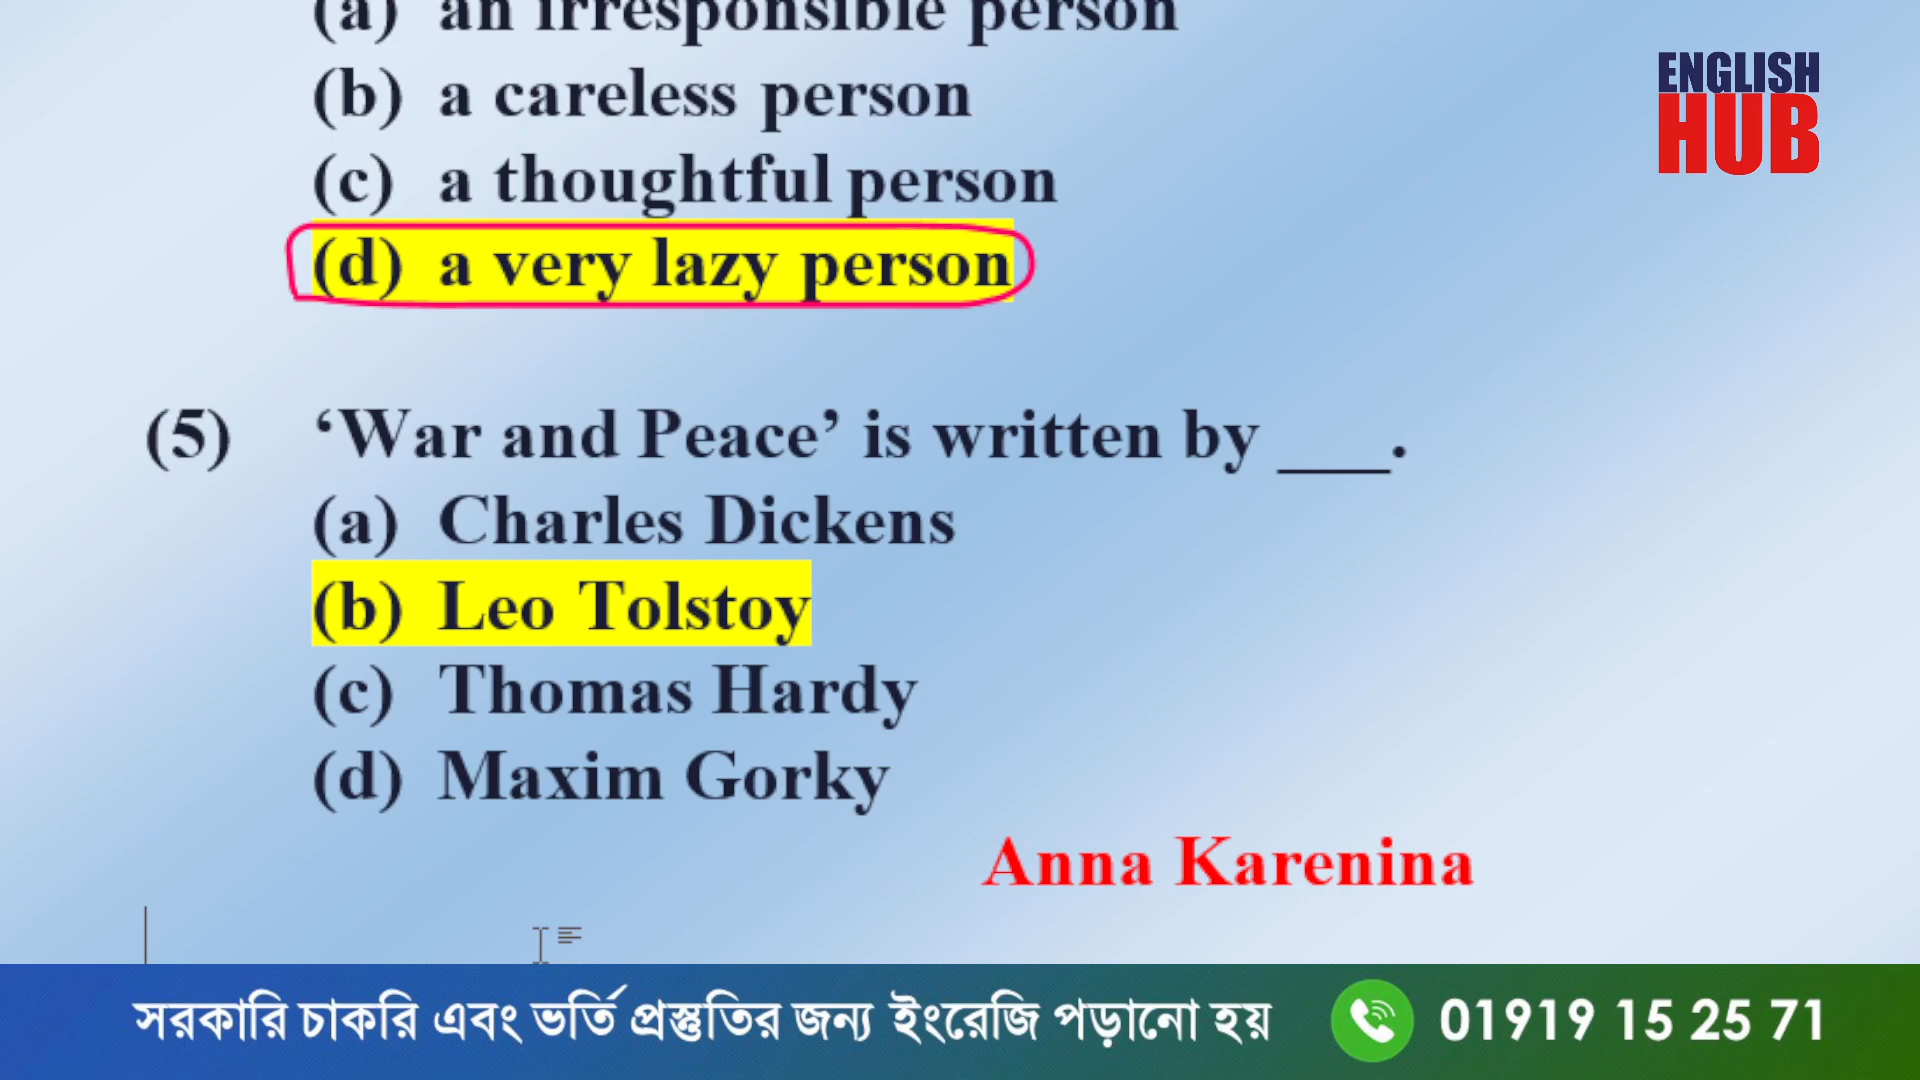 (a) an irresponsible person
ENGLISH
HUB
(b) a careless person
(c) a thoughtful person
(d) a very lazy person
(5) ‘War and Peace’ is written by ___.
(a) Charles Dickens
(b) Leo Tolstoy
(c) Thomas Hardy
(d) Maxim Gorky
Anna Karenina
সরকারি চাকরি এবং ভর্তি প্রস্তুতির জন্য ইংরেজি পড়ানো হয় 01919 15 25 71